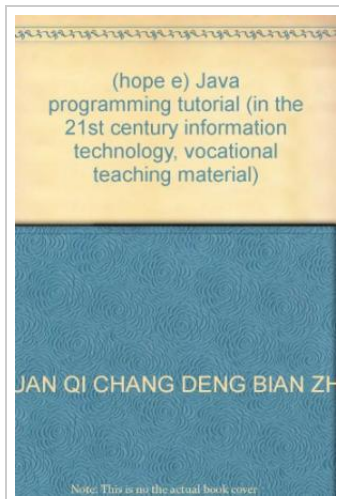 (hope e) Java
programming tutorial (in the
21st century information
technology, vocational
teaching material)
UAN QI CHANG DENG BIAN ZH
Note: This is no the actual book cover